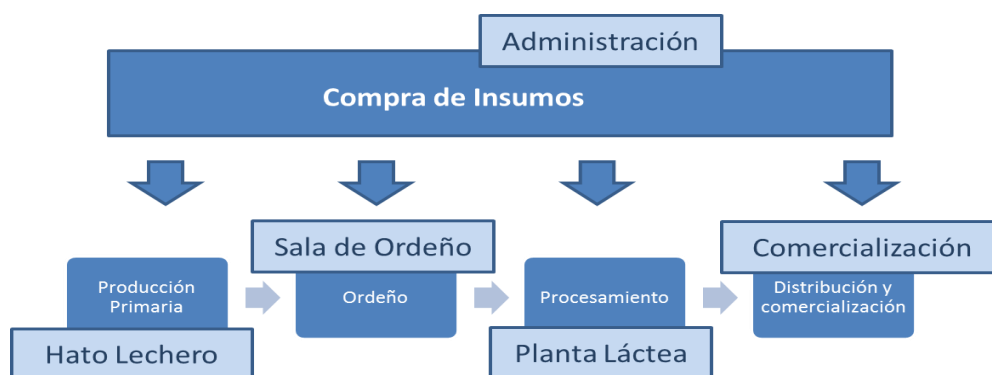 Administración
Compra de Insumos
Sala de Ordeño
Comercialización
Producción
Primaria
Ordeño
Procesamiento
Distribución y
comercialización
Hato Lechero
Planta Láctea